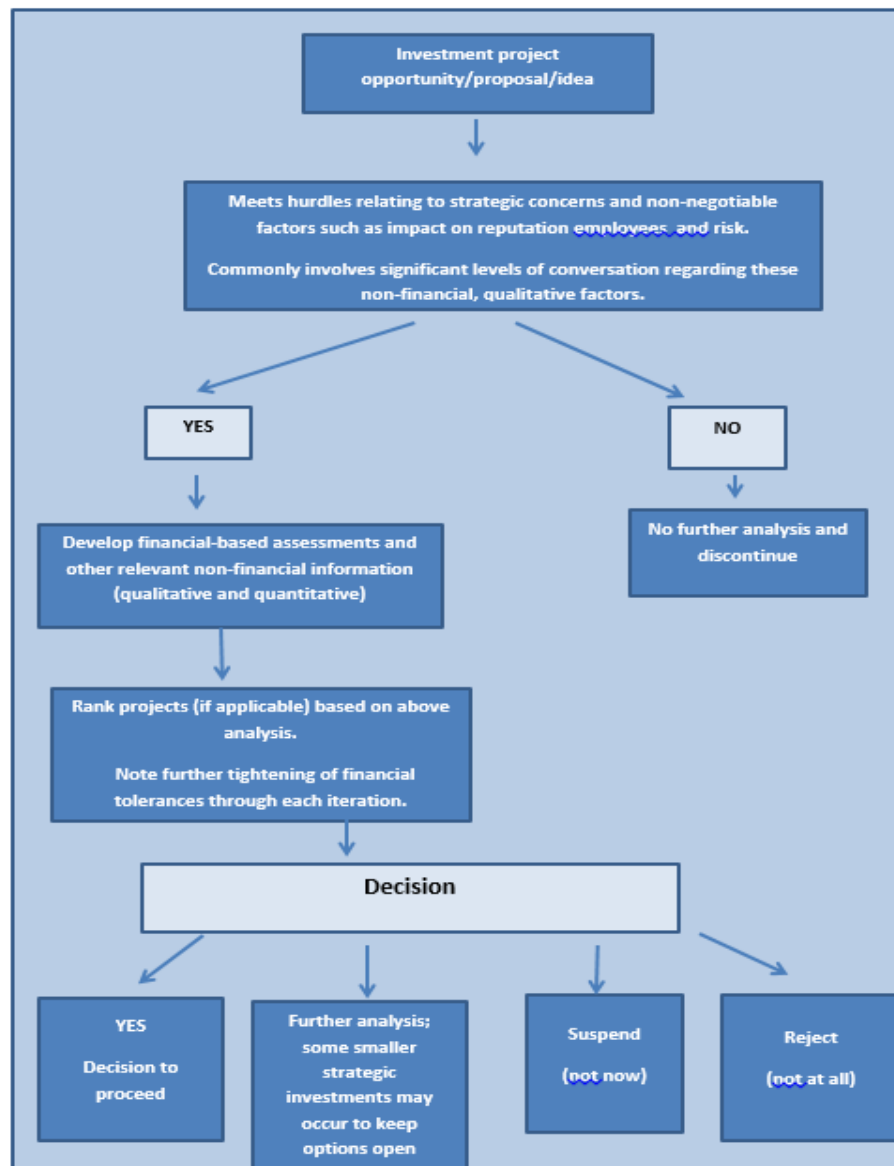 Investment project
opportunity/proposal/idea
Meets hurdles relating to strategic concerns and non-negotiable
factors such as impact on reputation employees and risk.
Commonly involves significant levels of conversation regarding these
non-financial, qualitative factors.
YES
NO
Develop financial-based assessments and
other relevant non-financial information
(qualitative and quantitative)
No further analysis and
discontinue
Rank projects (if applicable) based on above
analysis.
Note further tightening of financial
tolerances through each iteration.
Decision
YES
Decision to
proceed
Further analysis;
some smaller
strategic
investments may
occur to keep
options open
Suspend
(not now)
Reject
(not at all)